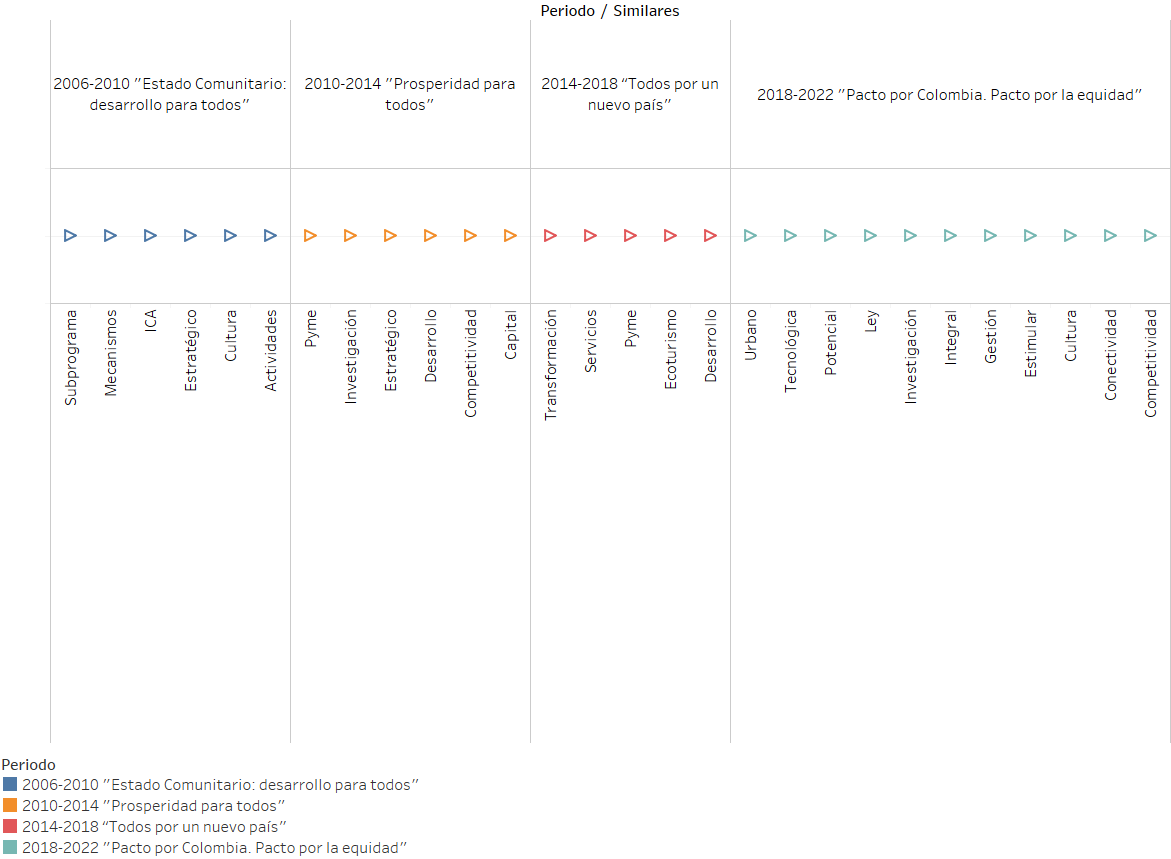 Periodo / Similares
2006-2010 "Estado Comunitario:
desarrollo para todos"
2010-2014 "Prosperidad para
todos"
2014-2018 “Todos por un
nuevo país”
2018-2022 "Pacto por Colombia. Pacto por la equidad"
Subprograma
Mecanismos
ICA
Estratégico
Cultura
Actividades
Pyme
Investigación
Estratégico
Desarrollo
Competitividad
Capital
Transformación
Servicios
Pyme
Ecoturismo
Desarrollo
Urbano
Tecnológica
Potencial
Ley
Investigación
Integral
Gestión
Estimular
Cultura
Conectividad
Competitividad
Periodo
2006-2010 "Estado Comunitario: desarrollo para todos"
2010-2014 "Prosperidad para todos"
2014-2018 “Todos por un nuevo país”
2018-2022 "Pacto por Colombia. Pacto por la equidad"